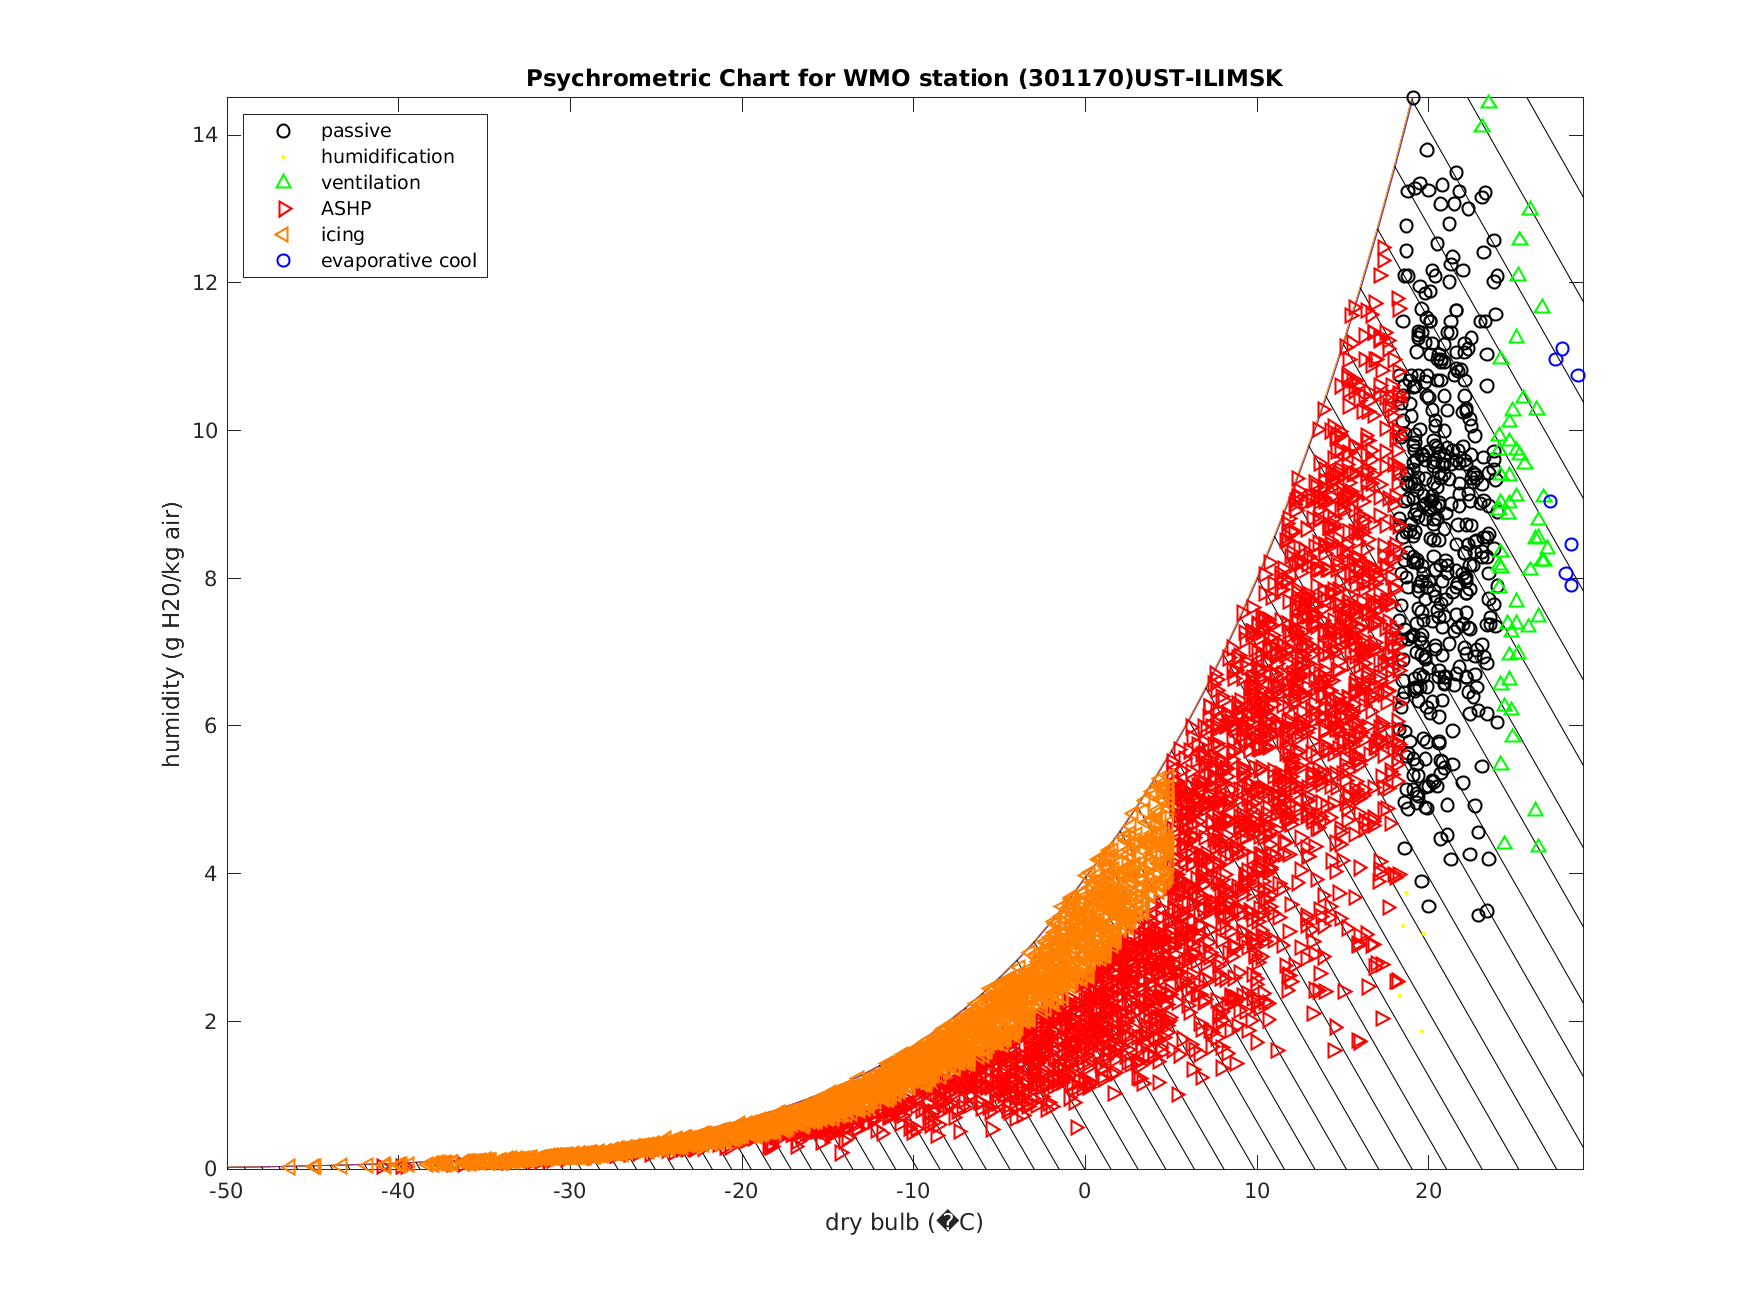 Psychrometric Chart for WMO station (301170)UST-ILIMSK
passive
humidification
ventilation
ASHP
icing
evaporative cool
humidity (g H20/kg air)
14
12
10
8
6
4
2
0
-50 -40 -30 -20 -10 0 10 20
dry bulb (�C)